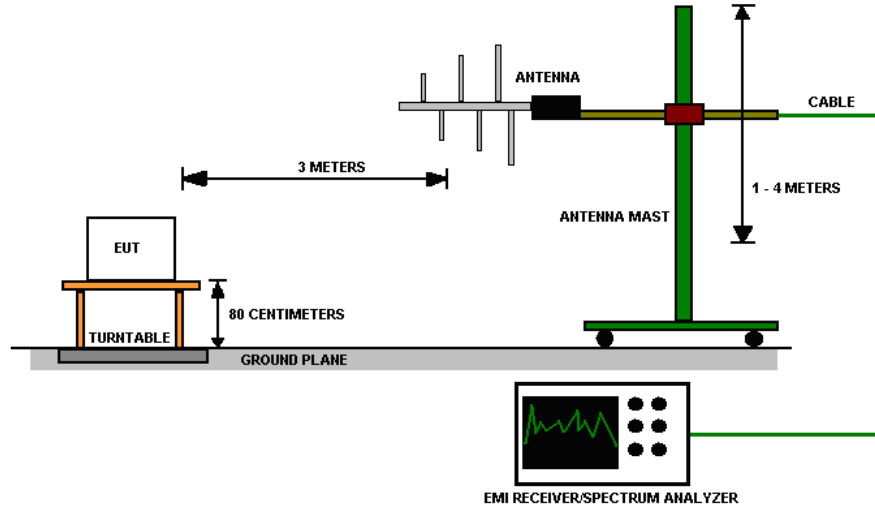 ANTENNA
CABLE
3 METERS
1 - 4 METERS
ANTENNA MAST
EUT
80 CENTIMETERS
TURNTABLE
GROUND PLANE
EMI RECEIVER/SPECTRUM ANALYZER